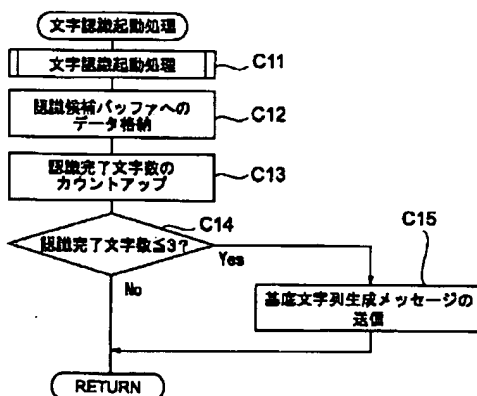 文字認識起動処理
文字認識起動処理
C11
認識候補バッファへの
データ格納
C12
認識完了文字数の
カウントアップ
C13
C14
認識完了文字数≦3?
Yes
No
C15
基底文字列生成メッセージの
送信
RETURN